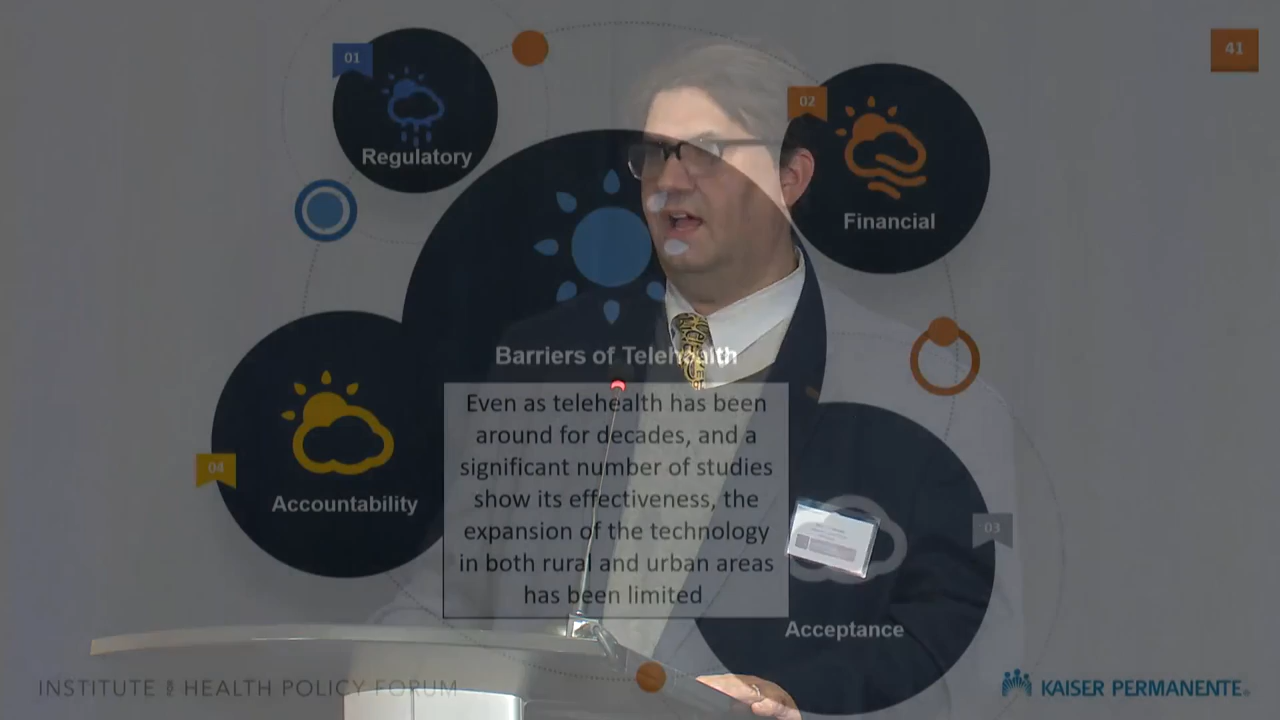 41
01
Regulatory
02
Financial
Barriers of Telehealth
Even as telehealth has been
around for decades, and a
significant number of studies
show its effectiveness, the
expansion of the technology
in both rural and urban areas
has been limited
04
Accountability
03
Acceptance
INSTITUTE for HEALTH POLICY FORUM
KAISER PERMANENTE®